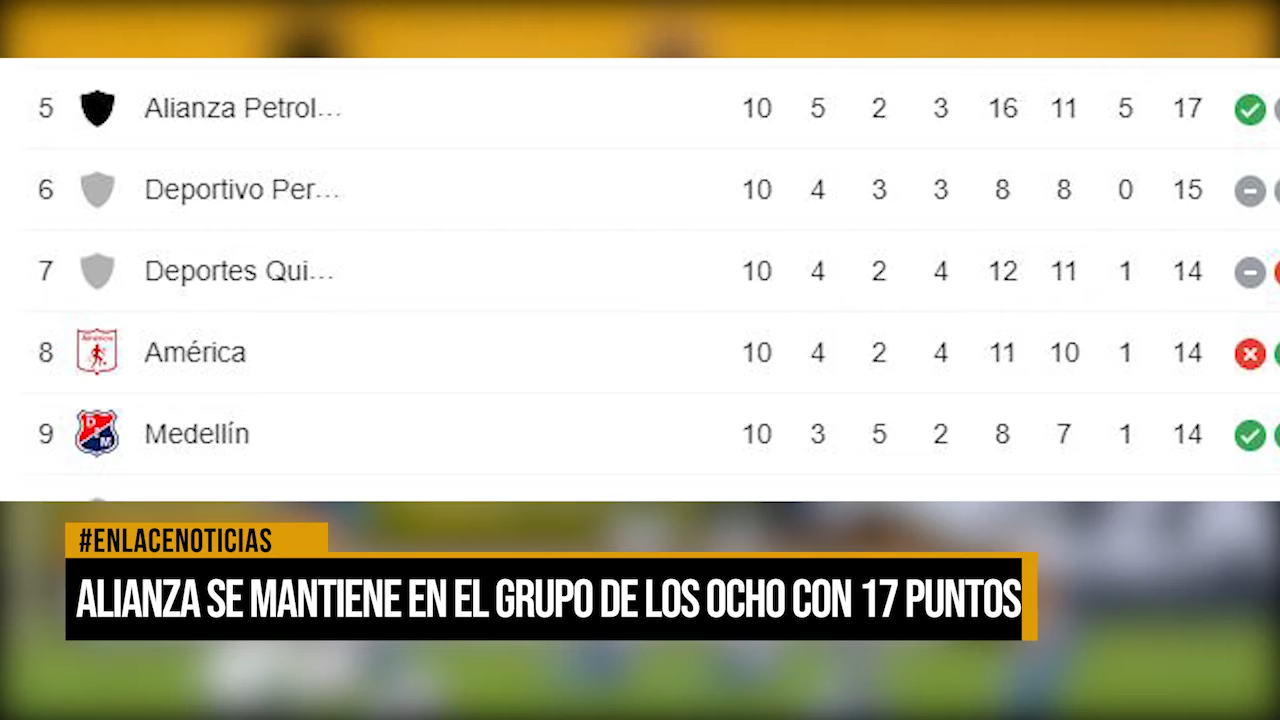 5 Alianza Petrol... 10 5 2 3 16 11 5 17
6 Deportivo Per... 10 4 3 3 8 8 0 15
7 Deportes Qui... 10 4 2 4 12 11 1 14
8 América 10 4 2 4 11 10 1 14
9 DIM Medellín 10 3 5 2 8 7 1 14
#ENLACENOTICIAS
ALIANZA SE MANTIENE EN EL GRUPO DE LOS OCHO CON 17 PUNTOS